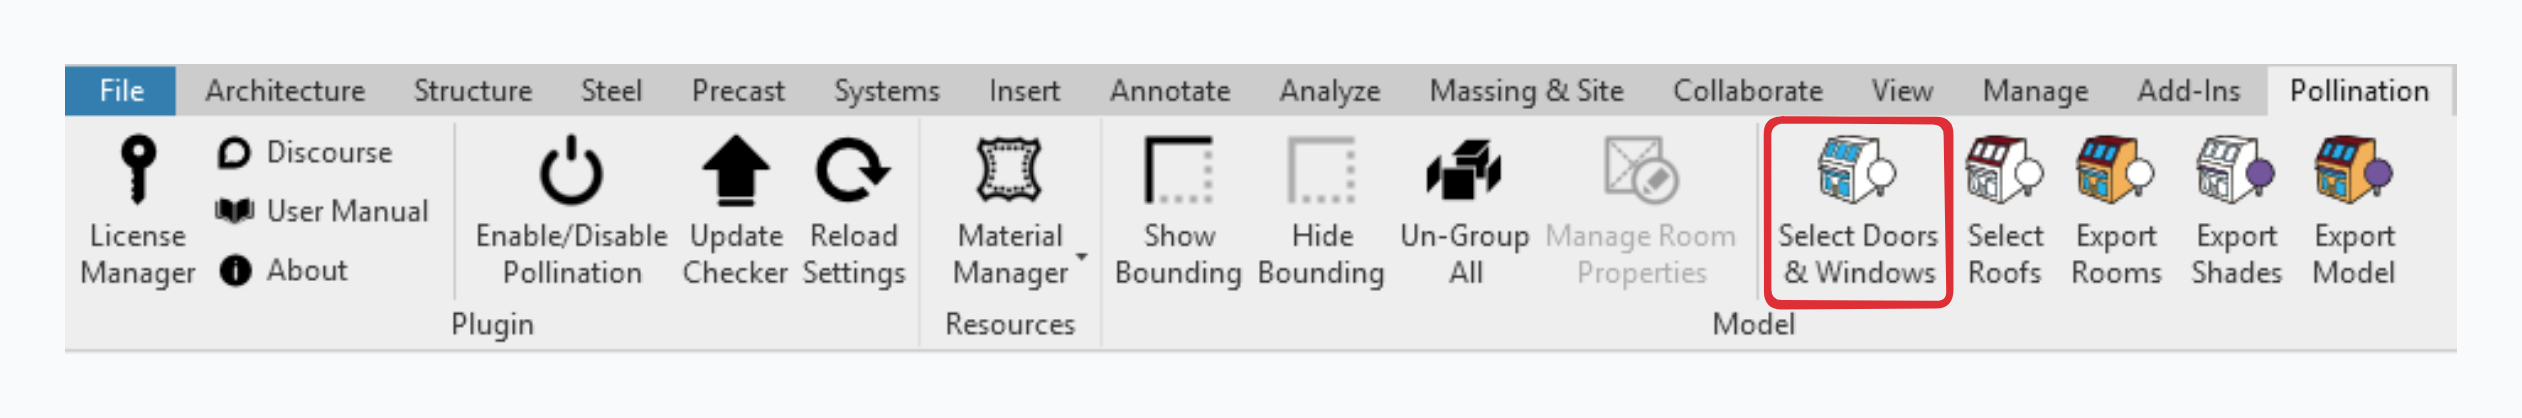 File Architecture Structure Steel Precast Systems Insert Annotate Analyze Massing & Site Collaborate View Manage Add-Ins Pollination
License
Manager
Discourse
User Manual
About
Enable/Disable
Pollination
Update
Checker
Reload
Settings
Plugin
Material
Manager
Resources
Show
Bounding
Hide
Bounding
Un-Group
All
Manage Room
Properties
Select Doors
& Windows
Select
Roofs
Export
Rooms
Export
Shades
Export
Model
Model